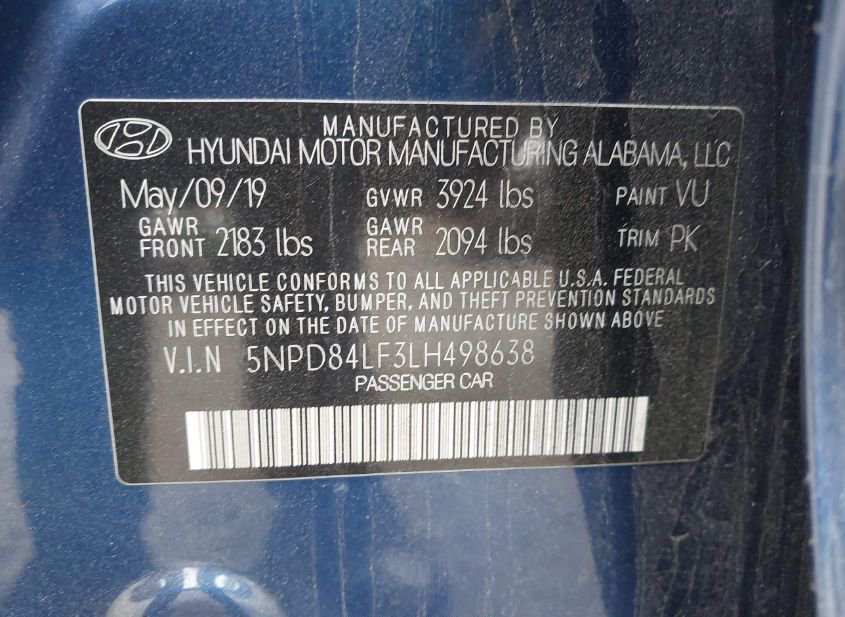 MANUFACTURED BY
HYUNDAI MOTOR MANUFACTURING ALABAMA, LLC
May/09/19 GVWR 3924 lbs PAINT VU
GAWR FRONT 2183 lbs GAWR REAR 2094 lbs TRIM PK
THIS VEHICLE CONFORMS TO ALL APPLICABLE U.S.A. FEDERAL
MOTOR VEHICLE SAFETY, BUMPER, AND THEFT PREVENTION STANDARDS
IN EFFECT ON THE DATE OF MANUFACTURE SHOWN ABOVE
V.I.N 5NPD84LF3LH498638
PASSENGER CAR